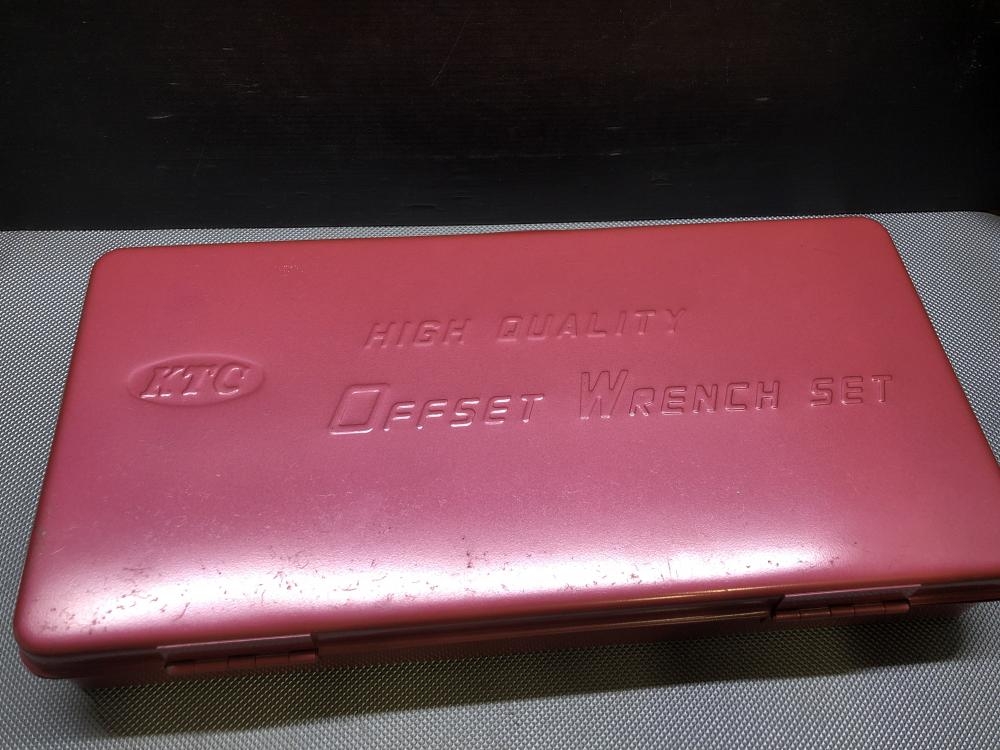 HIGH QUALITY
KTC
OFFSET WRENCH SET